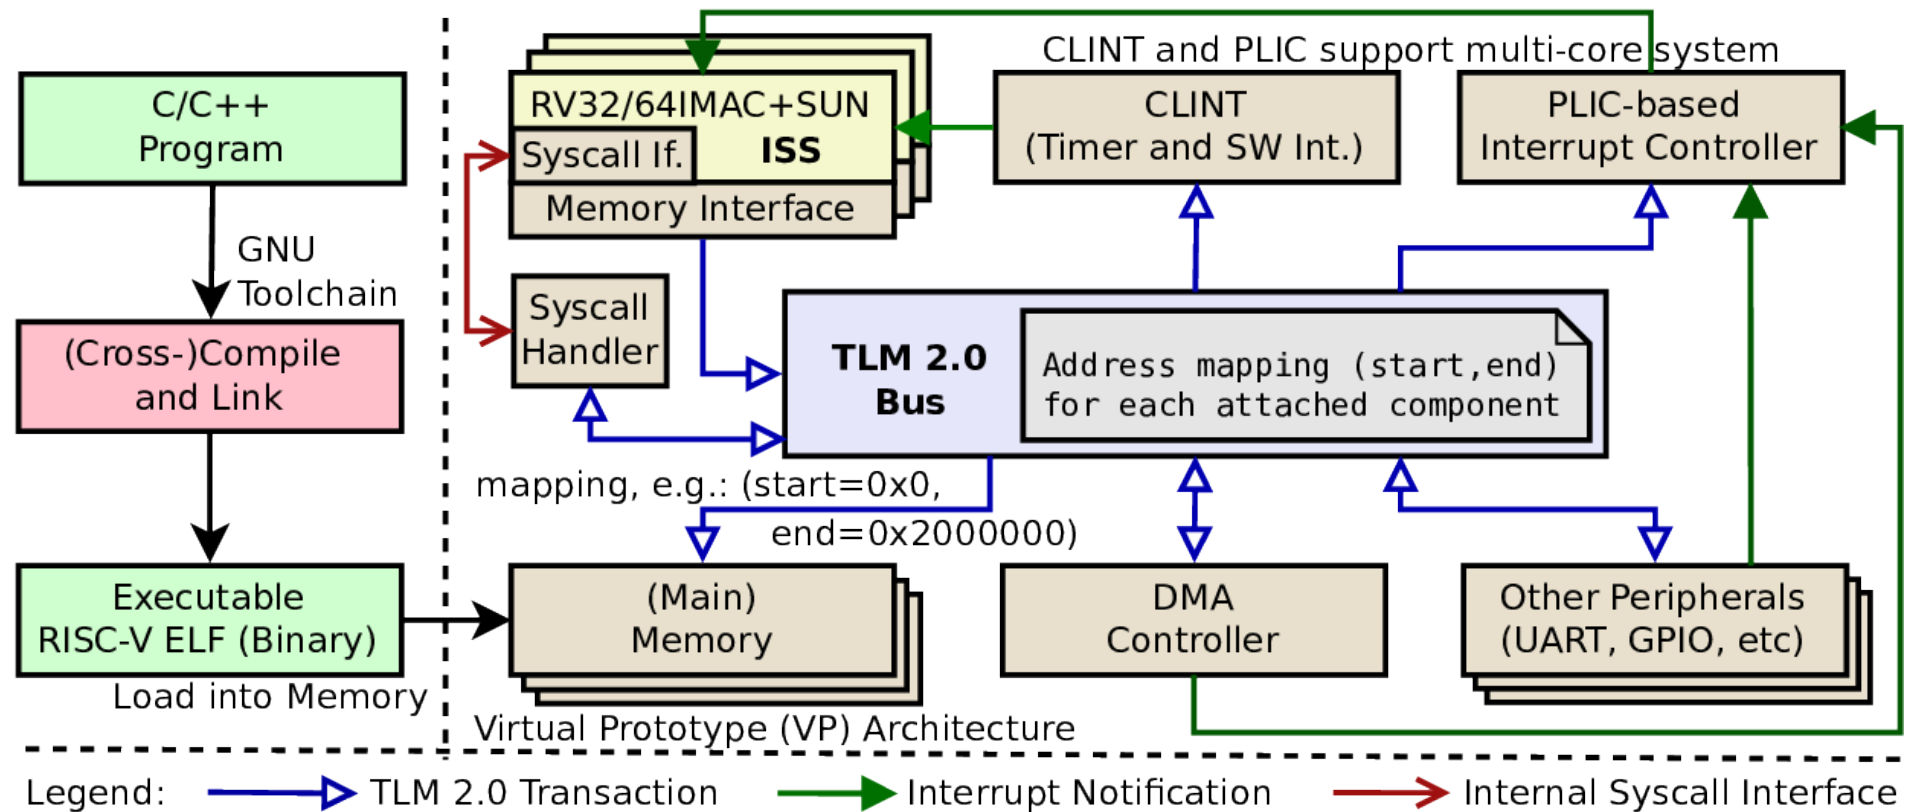 CLINT and PLIC support multi-core system
C/C++
Program
GNU
Toolchain
(Cross-)Compile
and Link
Executable
RISC-V ELF (Binary)
Load into Memory
RV32/64IMAC+SUN
ISS
Syscall If.
Memory Interface
CLINT
(Timer and SW Int.)
PLIC-based
Interrupt Controller
Syscall
Handler
TLM 2.0
Bus
Address mapping (start,end)
for each attached component
mapping, e.g.: (start=0x0,
end=0x2000000)
(Main)
Memory
DMA
Controller
Other Peripherals
(UART, GPIO, etc)
Virtual Prototype (VP) Architecture
Legend:
TLM 2.0 Transaction
Interrupt Notification
Internal Syscall Interface